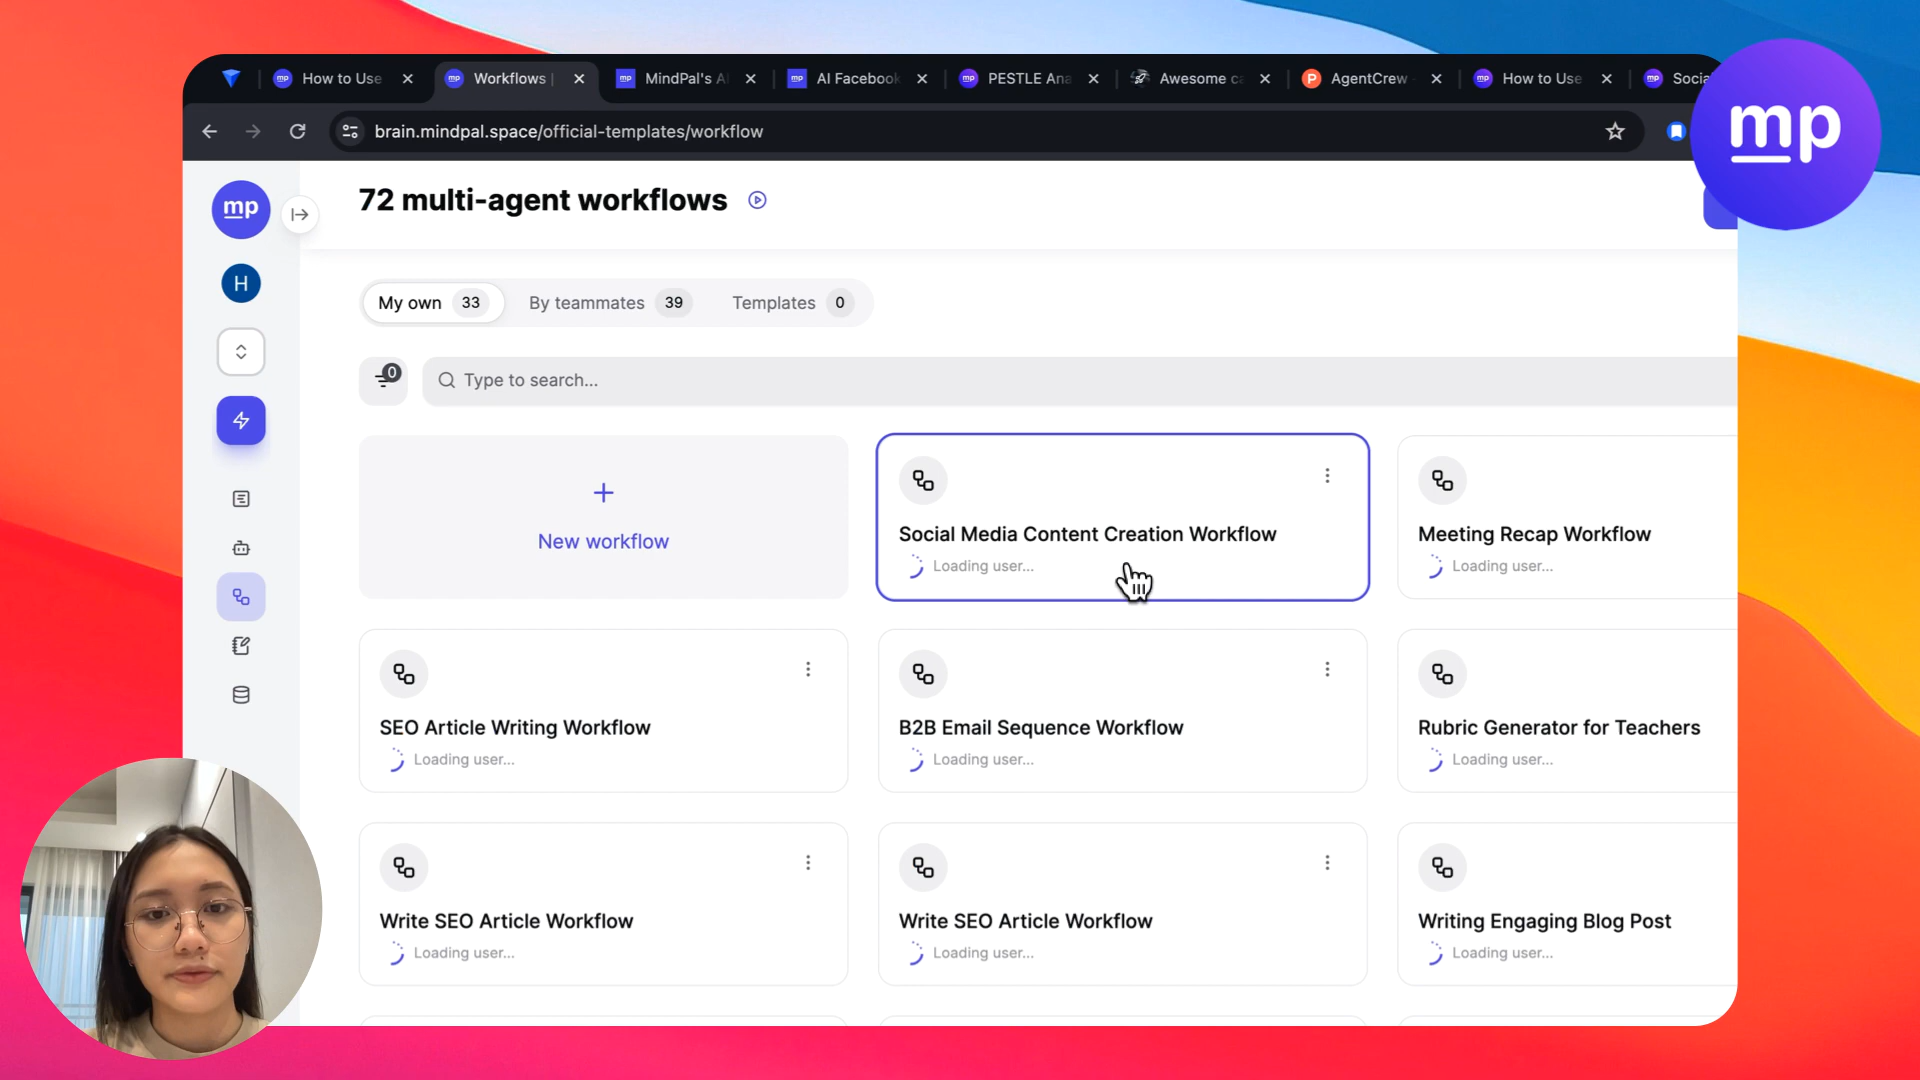 How to Use
Workflows |
MindPal's A
AI Facebook
PESTLE Ana
Awesome c
AgentCrew
How to Use
Socia
brain.mindpal.space/official-templates/workflow
mp
mp
72 multi-agent workflows
H
My own 33
By teammates 39
Templates 0
0
Type to search...
New workflow
Social Media Content Creation Workflow
Loading user...
Meeting Recap Workflow
Loading user...
SEO Article Writing Workflow
Loading user...
B2B Email Sequence Workflow
Loading user...
Rubric Generator for Teachers
Loading user...
Write SEO Article Workflow
Loading user...
Write SEO Article Workflow
Loading user...
Writing Engaging Blog Post
Loading user...